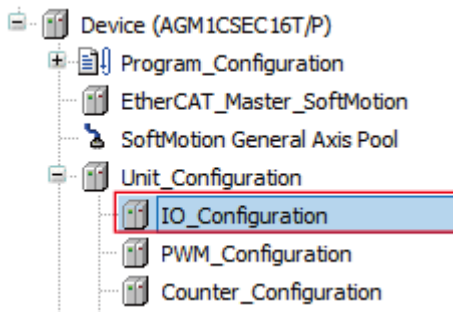 Device (AGM1CSEC16T/P)
Program_Configuration
EtherCAT_Master_SoftMotion
SoftMotion General Axis Pool
Unit_Configuration
IO_Configuration
PWM_Configuration
Counter_Configuration